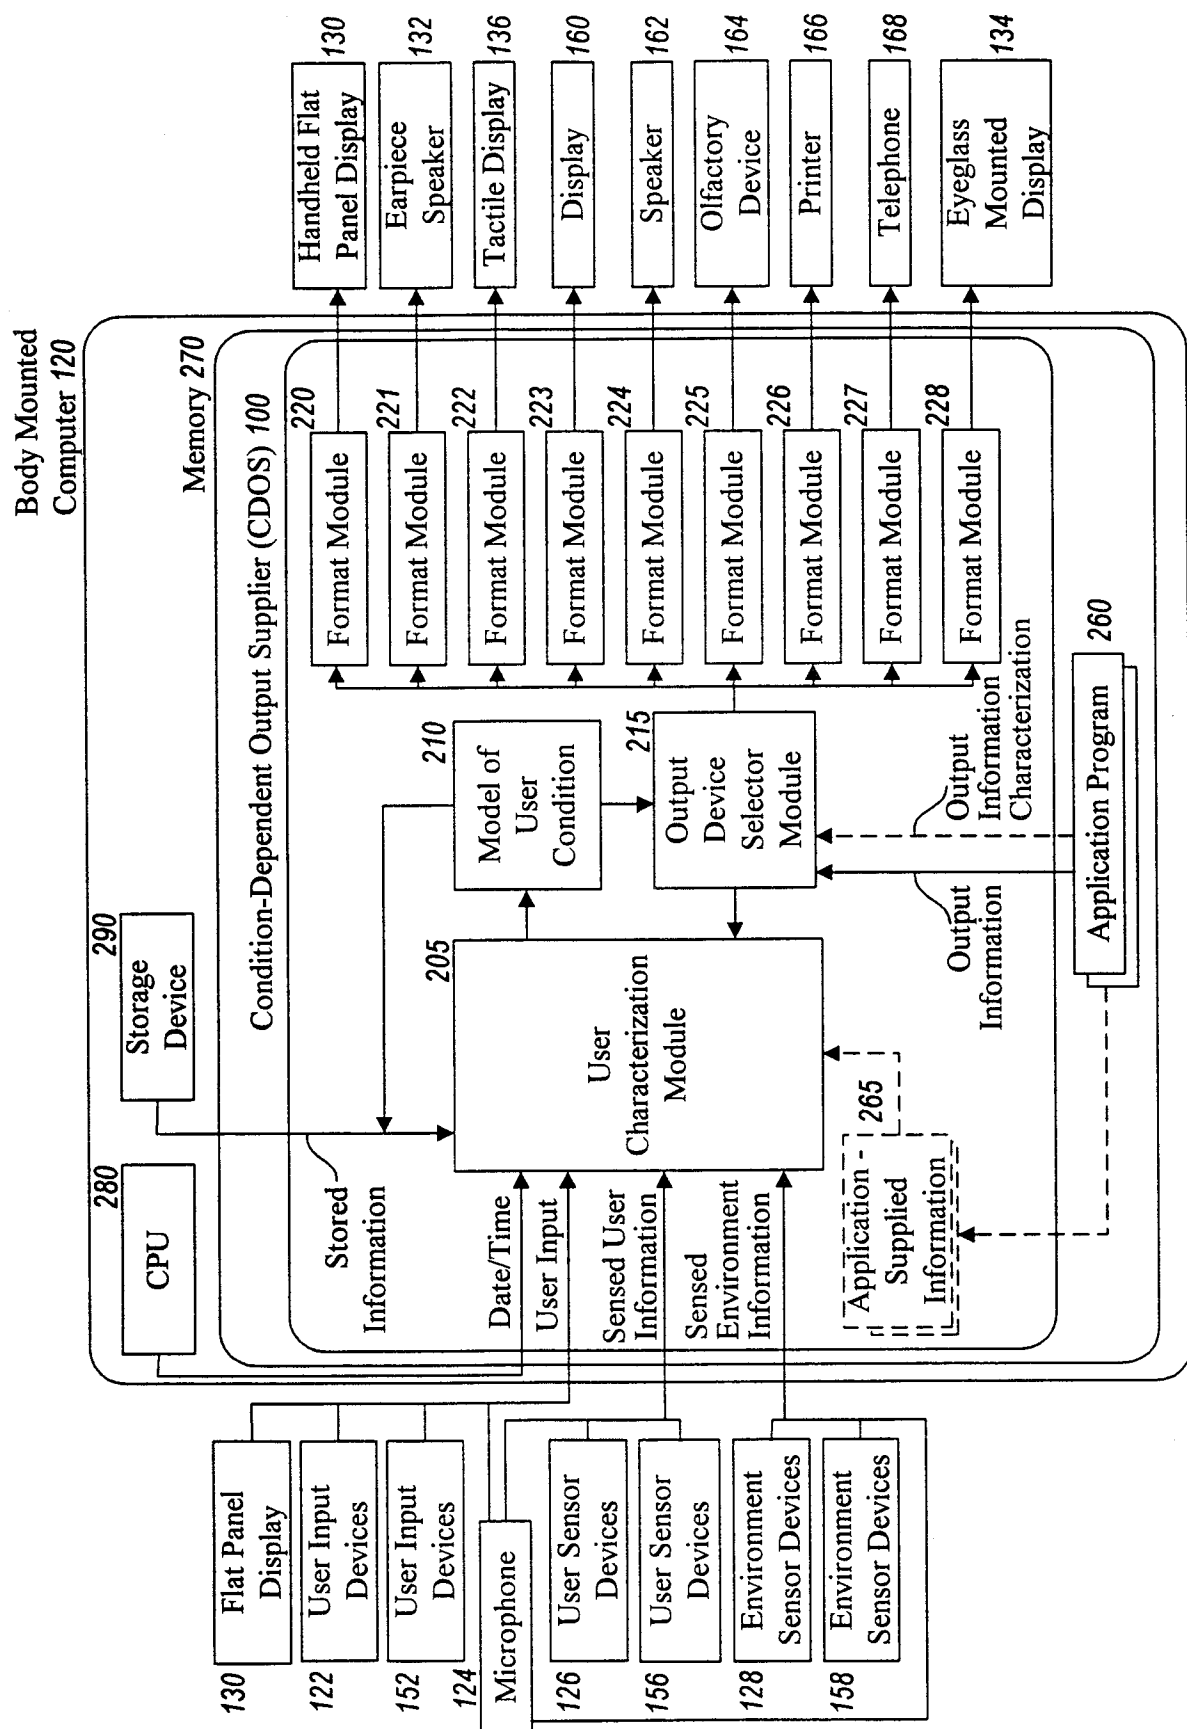 Body Mounted
Computer 120
Memory 270
Condition-Dependent Output Supplier (CDOS) 100
280
CPU
290
Storage
Device
Stored
Information
130
Flat Panel
Display
122
User Input
Devices
152
User Input
Devices
124
Microphone
126
User Sensor
Devices
156
User Sensor
Devices
128
Environment
Sensor Devices
158
Environment
Sensor Devices
Date/Time
User Input
Sensed User
Information
Sensed
Environment
Information
205
User
Characterization
Module
210
Model of
User
Condition
215
Output
Device
Selector
Module
265
Application -
Supplied
Information
Output
Information
Output
Information
Characterization
260
Application Program
220
Format Module
221
Format Module
222
Format Module
223
Format Module
224
Format Module
225
Format Module
226
Format Module
227
Format Module
228
Format Module
Handheld Flat
Panel Display
130
Earpiece
Speaker
132
Tactile Display
136
Display
160
Speaker
162
Olfactory
Device
164
Printer
166
Telephone
168
Eyeglass
Mounted
Display
134